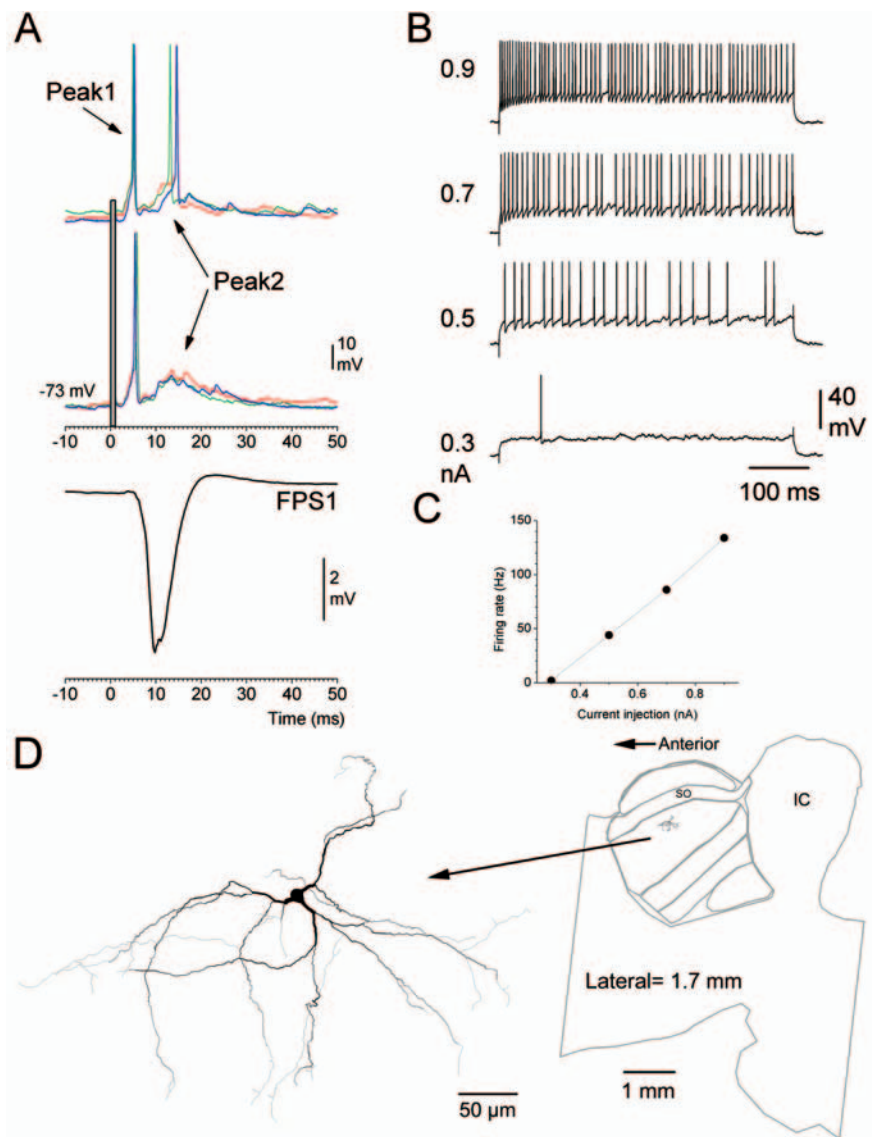 A
Peak1
Peak2
10
mV
-73 mV
-10 0 10 20 30 40 50
FPS1
2
mV
-10 0 10 20 30 40 50
Time (ms)
B
0.9
0.7
0.5
0.3
nA
40
mV
100 ms
C
150
100
50
0
Firing rate (Hz)
0.4 0.6 0.8
Current injection (nA)
D
Anterior
SO
IC
Lateral= 1.7 mm
50 µm
1 mm